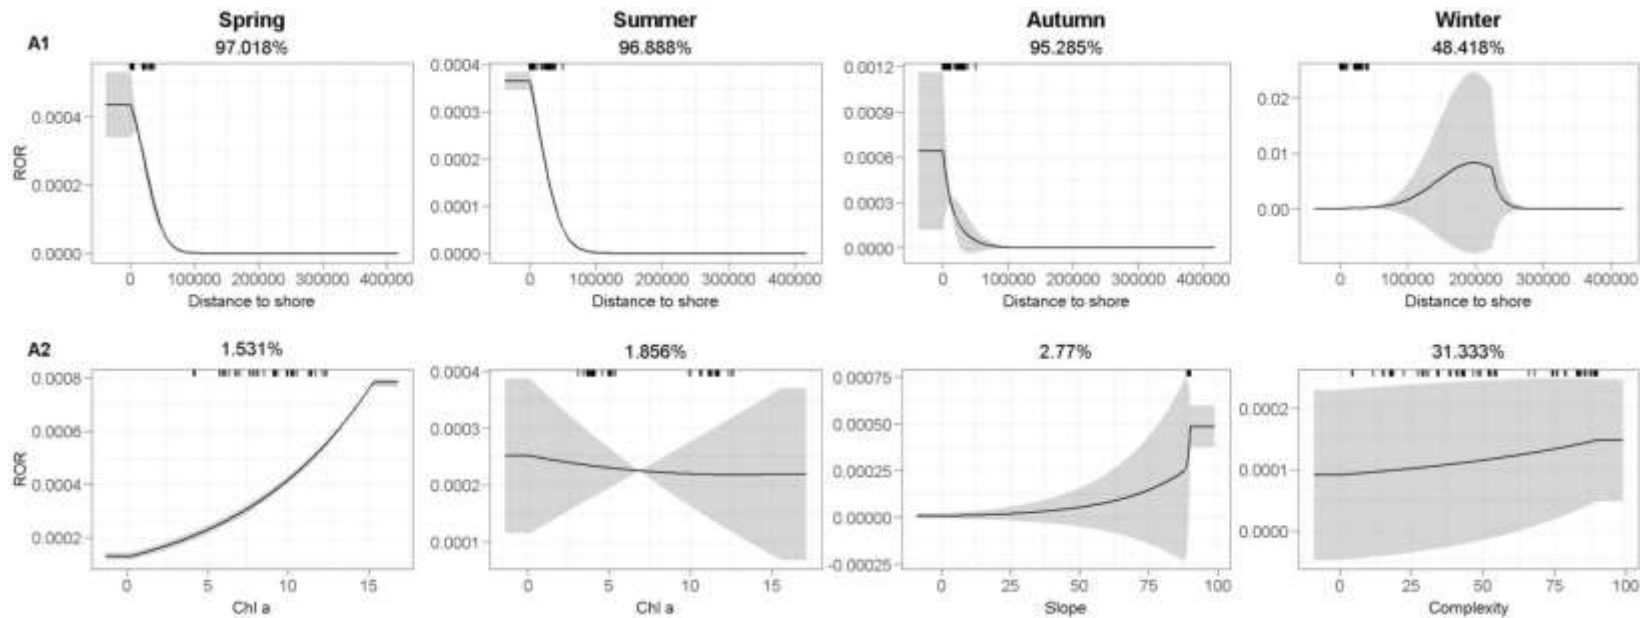 Spring Summer Autumn Winter
A1 97.018% 96.888% 95.285% 48.418%
ROR
0.0004
0.0002
0.0000
0 100000 200000 300000 400000
Distance to shore
0.0004
0.0003
0.0002
0.0001
0.0000
0 100000 200000 300000 400000
Distance to shore
0.0012
0.0009
0.0006
0.0003
0.0000
0 100000 200000 300000 400000
Distance to shore
0.02
0.01
0.00
0 100000 200000 300000 400000
Distance to shore
A2 1.531% 1.856% 2.77% 31.333%
ROR
0.0008
0.0006
0.0004
0.0002
0 5 10 15
Chl a
0.0004
0.0003
0.0002
0.0001
0 5 10 15
Chl a
0.00075
0.00050
0.00025
0.00000
-0.00025
0 25 50 75 100
Slope
0.0002
0.0001
0.0000
0 25 50 75 100
Complexity